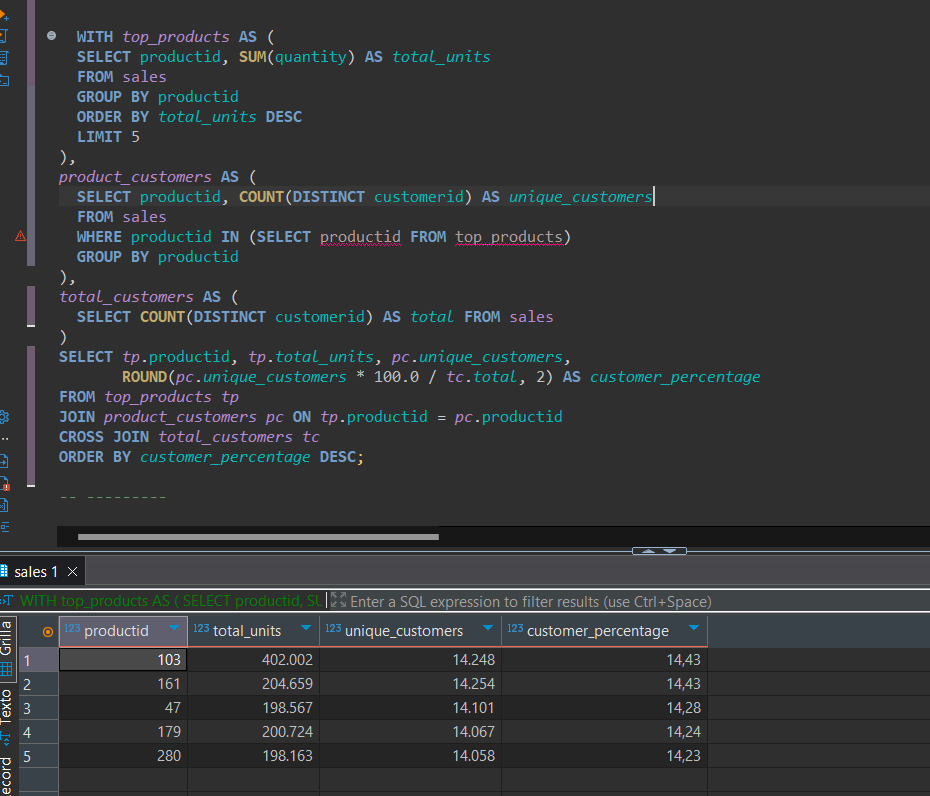 WITH top_products AS (
SELECT productid, SUM(quantity) AS total_units
FROM sales
GROUP BY productid
ORDER BY total_units DESC
LIMIT 5
),
product_customers AS (
SELECT productid, COUNT(DISTINCT customerid) AS unique_customers
FROM sales
WHERE productid IN (SELECT productid FROM top_products)
GROUP BY productid
),
total_customers AS (
SELECT COUNT(DISTINCT customerid) AS total FROM sales
)
SELECT tp.productid, tp.total_units, pc.unique_customers,
ROUND(pc.unique_customers * 100.0 / tc.total, 2) AS customer_percentage
FROM top_products tp
JOIN product_customers pc ON tp.productid = pc.productid
CROSS JOIN total_customers tc
ORDER BY customer_percentage DESC;
-- ---------
sales 1
WITH top_products AS ( SELECT productid, SU Enter a SQL expression to filter results (use Ctrl+Space)
Grilla
Texto
ecord
123 productid 123 total_units 123 unique_customers 123 customer_percentage
1 103 402.002 14.248 14,43
2 161 204.659 14.254 14,43
3 47 198.567 14.101 14,28
4 179 200.724 14.067 14,24
5 280 198.163 14.058 14,23